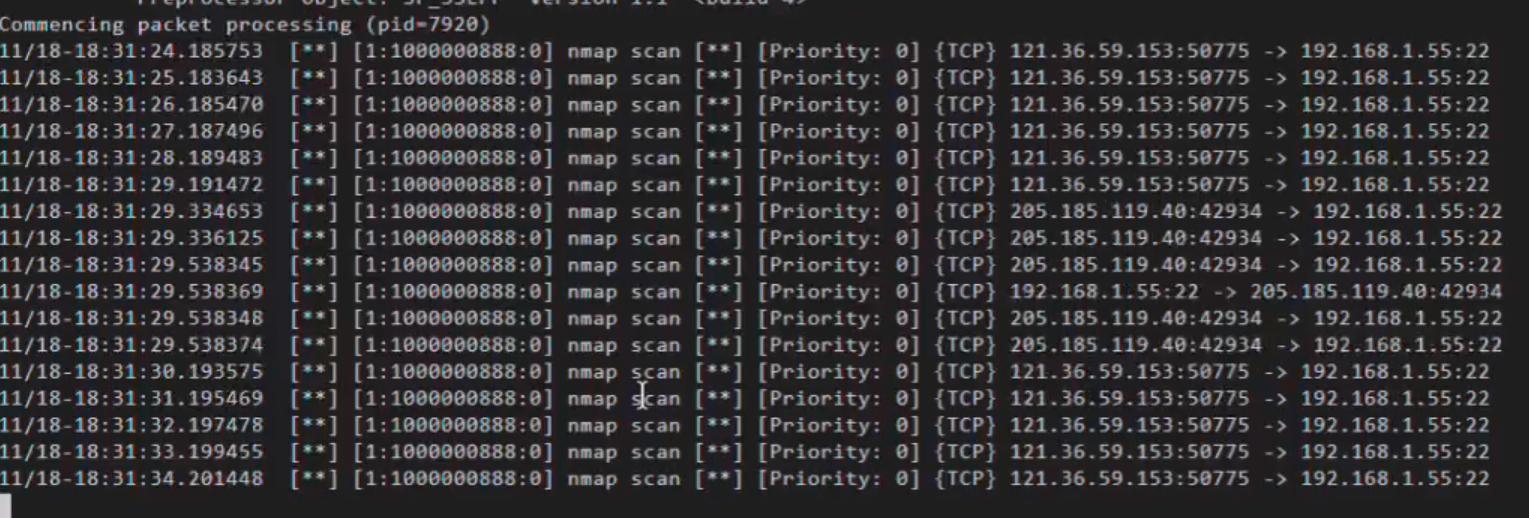 Preprocessor Object: SF_SSLPP Version 1.1 <Build 4>
Commencing packet processing (pid=7920)
11/18-18:31:24.185753 [**] [1:1000000888:0] nmap scan [**] [Priority: 0] {TCP} 121.36.59.153:50775 -> 192.168.1.55:22
11/18-18:31:25.183643 [**] [1:1000000888:0] nmap scan [**] [Priority: 0] {TCP} 121.36.59.153:50775 -> 192.168.1.55:22
11/18-18:31:26.185470 [**] [1:1000000888:0] nmap scan [**] [Priority: 0] {TCP} 121.36.59.153:50775 -> 192.168.1.55:22
11/18-18:31:27.187496 [**] [1:1000000888:0] nmap scan [**] [Priority: 0] {TCP} 121.36.59.153:50775 -> 192.168.1.55:22
11/18-18:31:28.189483 [**] [1:1000000888:0] nmap scan [**] [Priority: 0] {TCP} 121.36.59.153:50775 -> 192.168.1.55:22
11/18-18:31:29.191472 [**] [1:1000000888:0] nmap scan [**] [Priority: 0] {TCP} 121.36.59.153:50775 -> 192.168.1.55:22
11/18-18:31:29.334653 [**] [1:1000000888:0] nmap scan [**] [Priority: 0] {TCP} 205.185.119.40:42934 -> 192.168.1.55:22
11/18-18:31:29.336125 [**] [1:1000000888:0] nmap scan [**] [Priority: 0] {TCP} 205.185.119.40:42934 -> 192.168.1.55:22
11/18-18:31:29.538345 [**] [1:1000000888:0] nmap scan [**] [Priority: 0] {TCP} 205.185.119.40:42934 -> 192.168.1.55:22
11/18-18:31:29.538369 [**] [1:1000000888:0] nmap scan [**] [Priority: 0] {TCP} 192.168.1.55:22 -> 205.185.119.40:42934
11/18-18:31:29.538348 [**] [1:1000000888:0] nmap scan [**] [Priority: 0] {TCP} 205.185.119.40:42934 -> 192.168.1.55:22
11/18-18:31:29.538374 [**] [1:1000000888:0] nmap scan [**] [Priority: 0] {TCP} 205.185.119.40:42934 -> 192.168.1.55:22
11/18-18:31:30.193575 [**] [1:1000000888:0] nmap scan [**] [Priority: 0] {TCP} 121.36.59.153:50775 -> 192.168.1.55:22
11/18-18:31:31.195469 [**] [1:1000000888:0] nmap scan [**] [Priority: 0] {TCP} 121.36.59.153:50775 -> 192.168.1.55:22
11/18-18:31:32.197478 [**] [1:1000000888:0] nmap scan [**] [Priority: 0] {TCP} 121.36.59.153:50775 -> 192.168.1.55:22
11/18-18:31:33.199455 [**] [1:1000000888:0] nmap scan [**] [Priority: 0] {TCP} 121.36.59.153:50775 -> 192.168.1.55:22
11/18-18:31:34.201448 [**] [1:1000000888:0] nmap scan [**] [Priority: 0] {TCP} 121.36.59.153:50775 -> 192.168.1.55:22